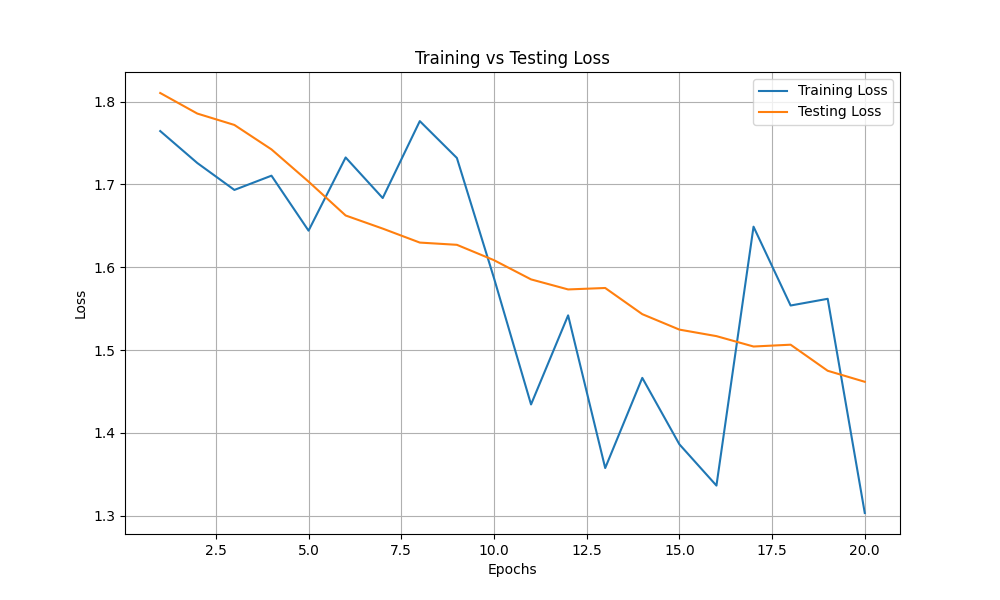 Training vs Testing Loss
Training Loss
Testing Loss
1.8
1.7
1.6
1.5
1.4
1.3
Loss
2.5 5.0 7.5 10.0 12.5 15.0 17.5 20.0
Epochs